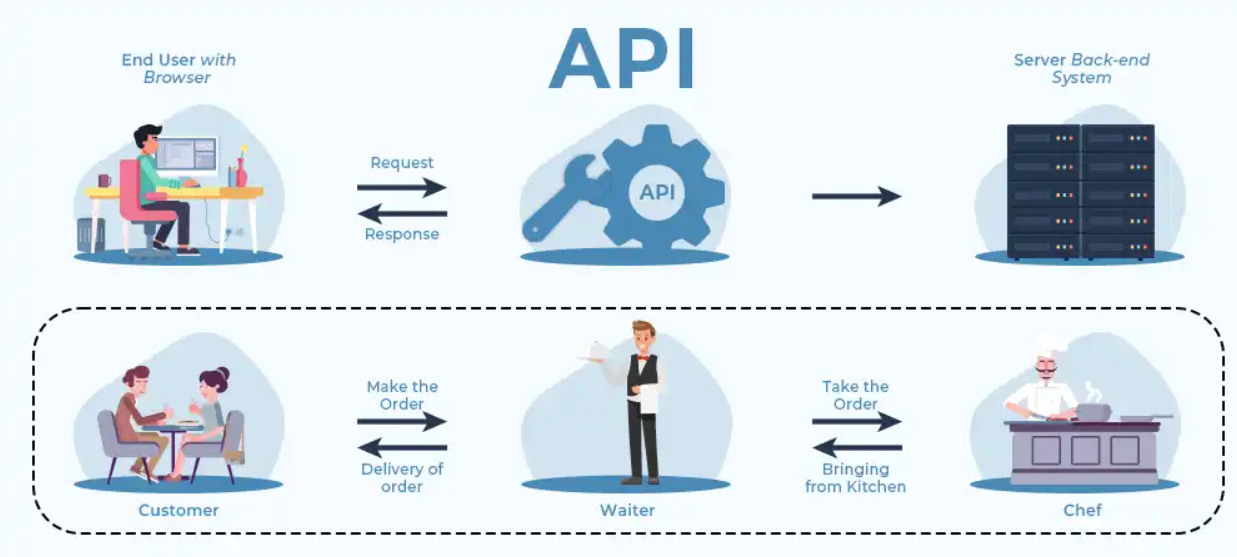 API
End User with
Browser
Server Back-end
System
Request
API
Response
Make the
Order
Take the
Order
Delivery of
order
Bringing
from Kitchen
Customer
Waiter
Chef